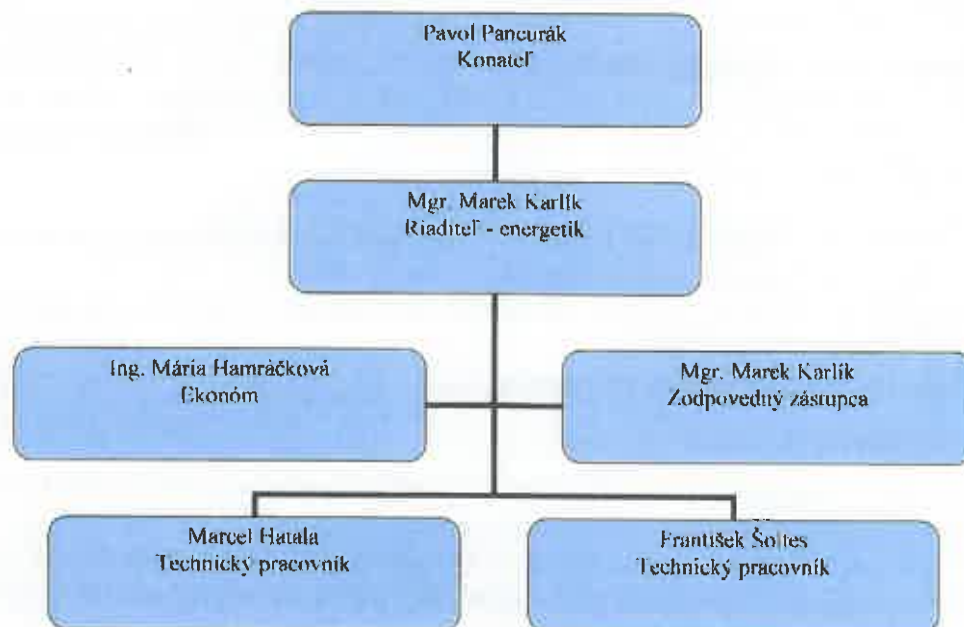 Pavol Pancurák
Konateľ
Mgr. Marek Karlík
Riaditeľ - energetik
Ing. Mária Hamráčková
Ekonóm
Mgr. Marek Karlík
Zodpovedný zástupca
Marcel Hatala
Technický pracovník
František Šoltes
Technický pracovník